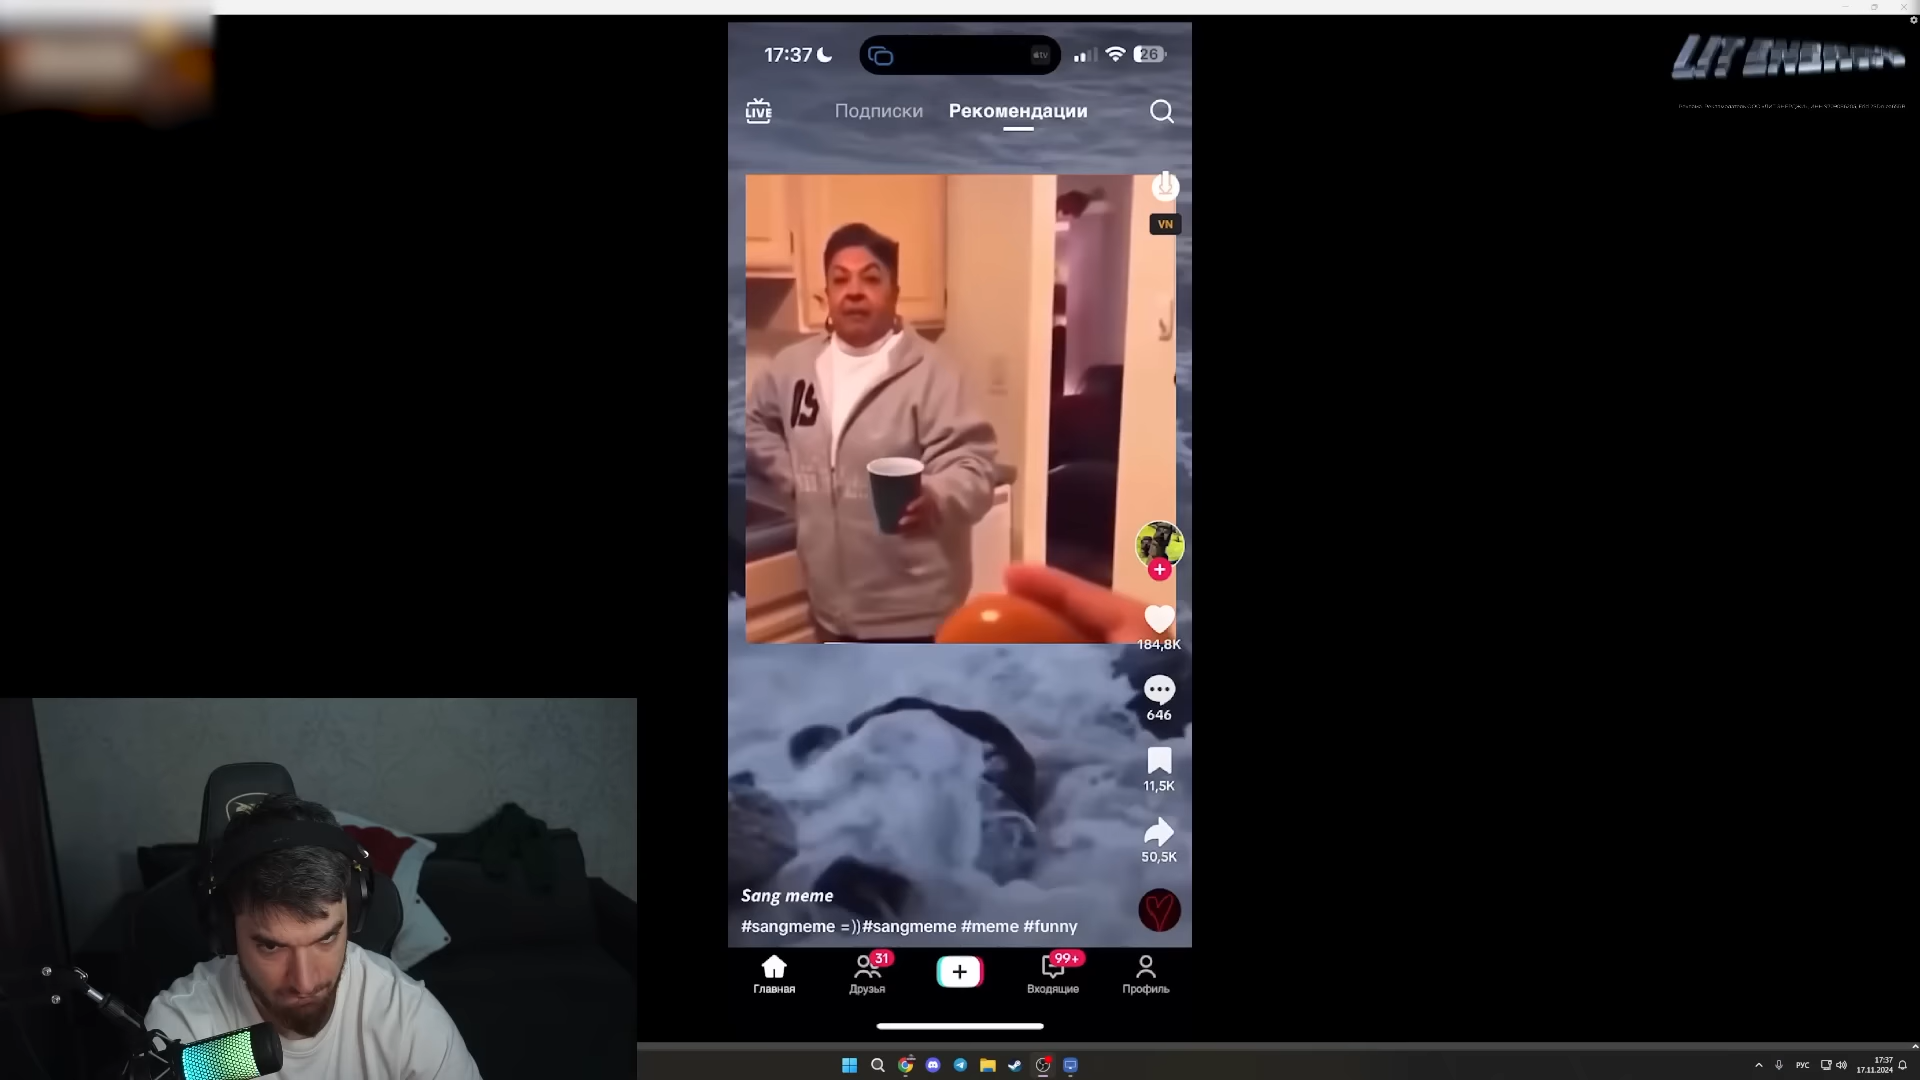 17:37
26
LIVE
Подписки
Рекомендации
VN
184,8K
646
11,5K
50,5K
Sang meme
#sangmeme =))#sangmeme #meme #funny
Главная
31
Друзья
99+
Входящие
Профиль
РУС
17:37
17.11.2024